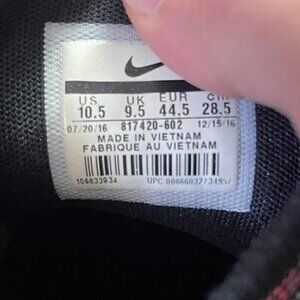 US UK EUR CM
10.5 9.5 44.5 28.5
07/20/16 817420-602 12/15/16
MADE IN VIETNAM
FABRIQUE AU VIETNAM
106833934 UPC